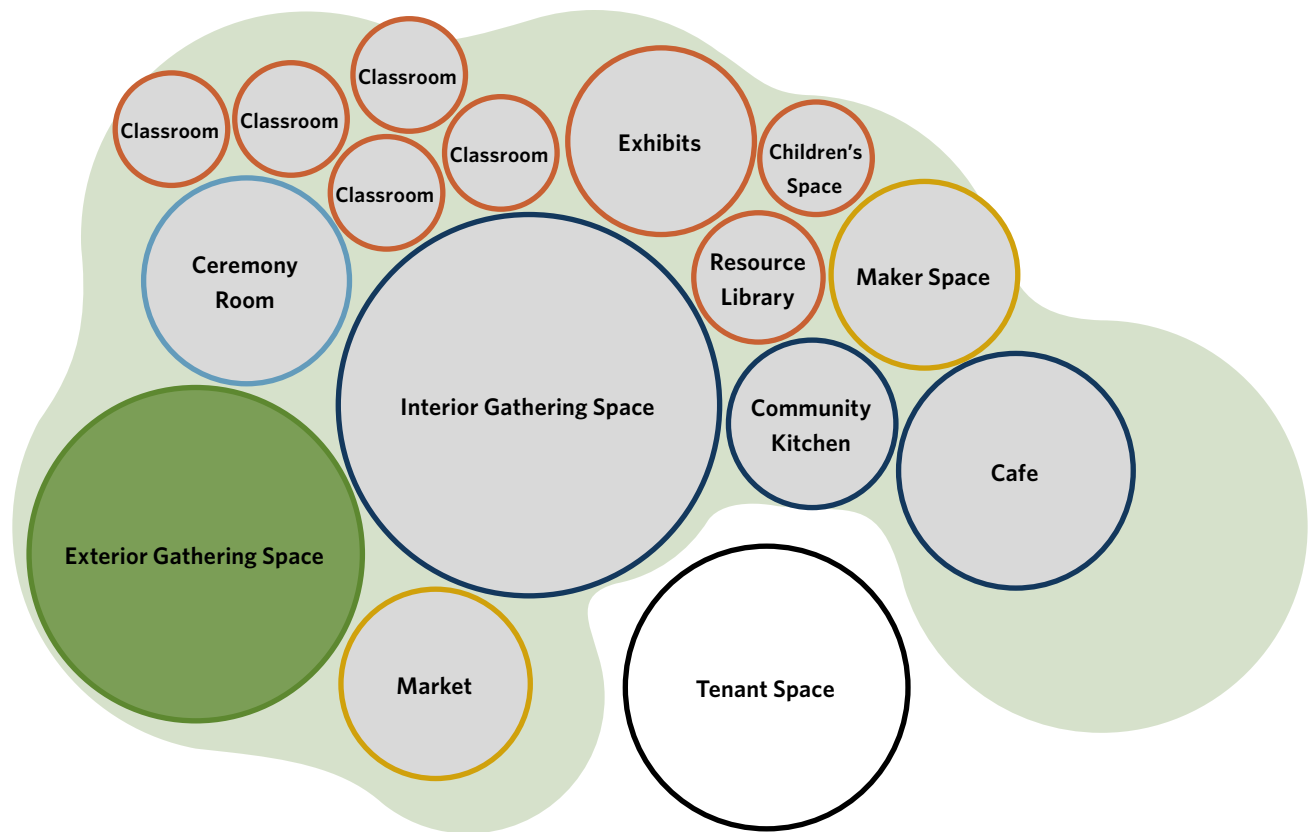 Classroom
Classroom
Classroom
Classroom
Classroom
Exhibits
Children's
Space
Ceremony
Room
Resource
Library
Maker Space
Interior Gathering Space
Community
Kitchen
Cafe
Exterior Gathering Space
Market
Tenant Space